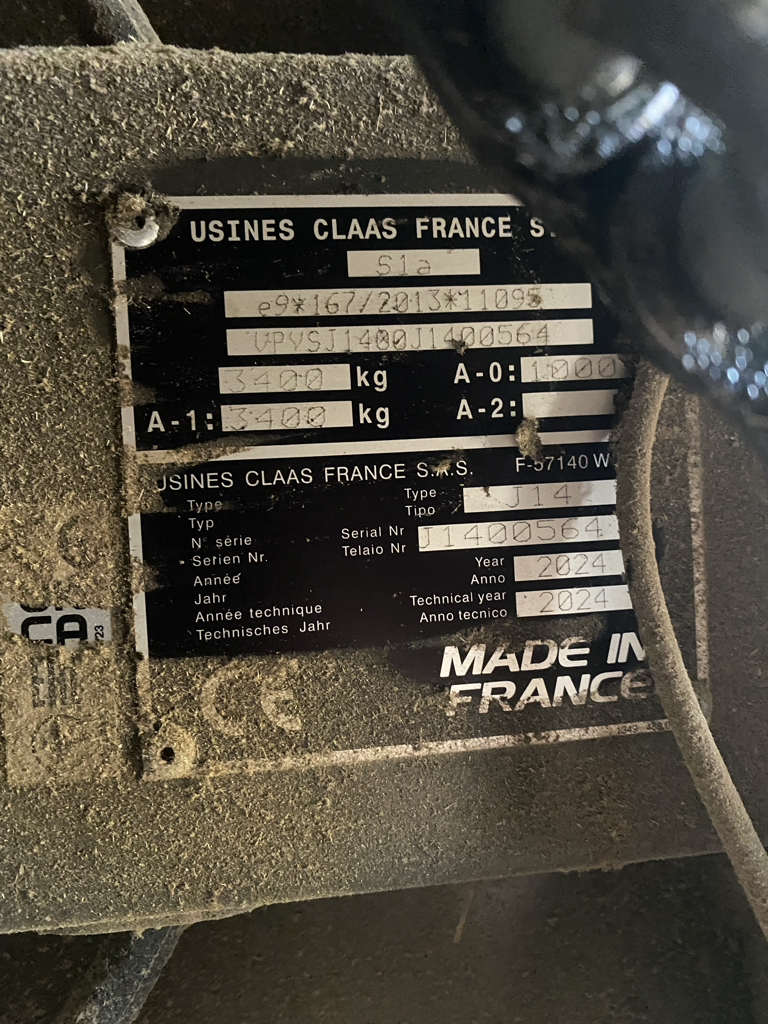 USINES CLAAS FRANCE S.
S1a
e9*167/2013*11095
VPVSJ1400J1400564
3400 kg A-0: 1000
A-1: 3400 kg A-2:
USINES CLAAS FRANCE S.A.S. F-57140 W
Type Type J14
Typ Tipo
N° série Serial Nr J1400564
Serien Nr. Telaio Nr
Année Year 2024
Jahr Anno
Année technique Technical year 2024
Technisches Jahr Anno tecnico
MADE IN
FRANCE
CE